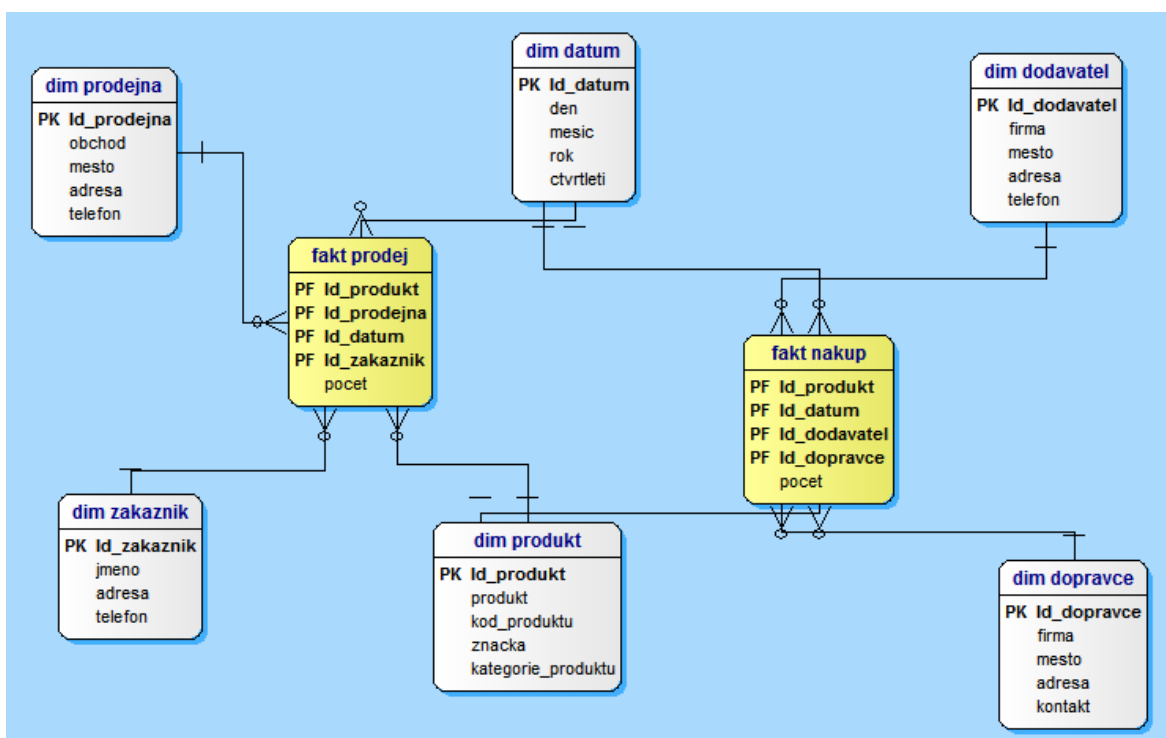 dim prodejna
PK Id_prodejna
obchod
mesto
adresa
telefon
dim datum
PK Id_datum
den
mesic
rok
ctvrtleti
dim dodavatel
PK Id_dodavatel
firma
mesto
adresa
telefon
fakt prodej
PF Id_produkt
PF Id_prodejna
PF Id_datum
PF Id_zakaznik
pocet
fakt nakup
PF Id_produkt
PF Id_datum
PF Id_dodavatel
PF Id_dopravce
pocet
dim zakaznik
PK Id_zakaznik
jmeno
adresa
telefon
dim produkt
PK Id_produkt
produkt
kod_produktu
znacka
kategorie_produktu
dim dopravce
PK Id_dopravce
firma
mesto
adresa
kontakt